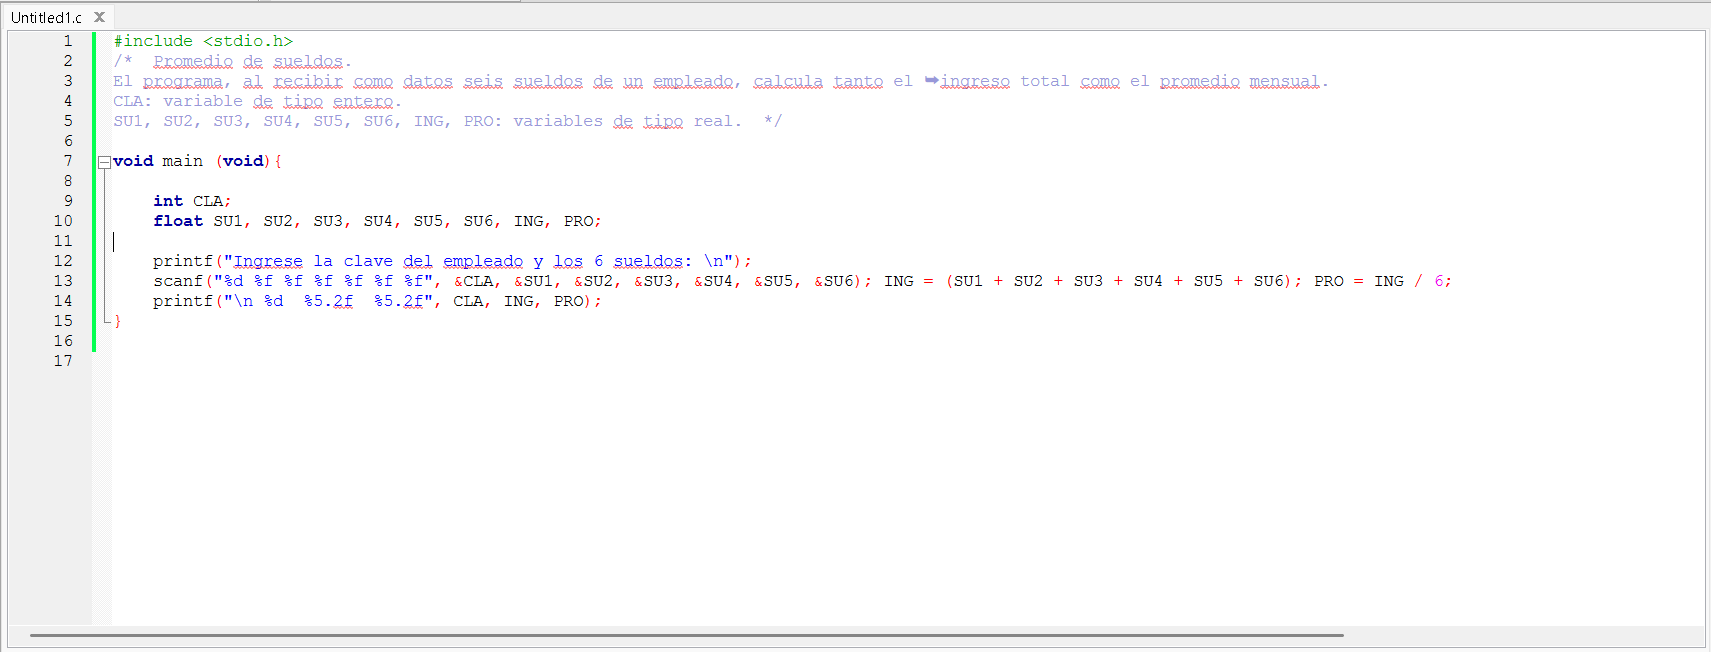 Untitled1.c X
1 #include <stdio.h>
2 /*  Promedio de sueldos.
3 El programa, al recibir como datos seis sueldos de un empleado, calcula tanto el ➥ingreso total como el promedio mensual.
4 CLA: variable de tipo entero.
5 SU1, SU2, SU3, SU4, SU5, SU6, ING, PRO: variables de tipo real.  */
6
7 void main (void){
8
9     int CLA;
10     float SU1, SU2, SU3, SU4, SU5, SU6, ING, PRO;
11
12     printf("Ingrese la clave del empleado y los 6 sueldos: \n");
13     scanf("%d %f %f %f %f %f %f", &CLA, &SU1, &SU2, &SU3, &SU4, &SU5, &SU6); ING = (SU1 + SU2 + SU3 + SU4 + SU5 + SU6); PRO = ING / 6;
14     printf("\n %d  %5.2f  %5.2f", CLA, ING, PRO);
15 }
16
17